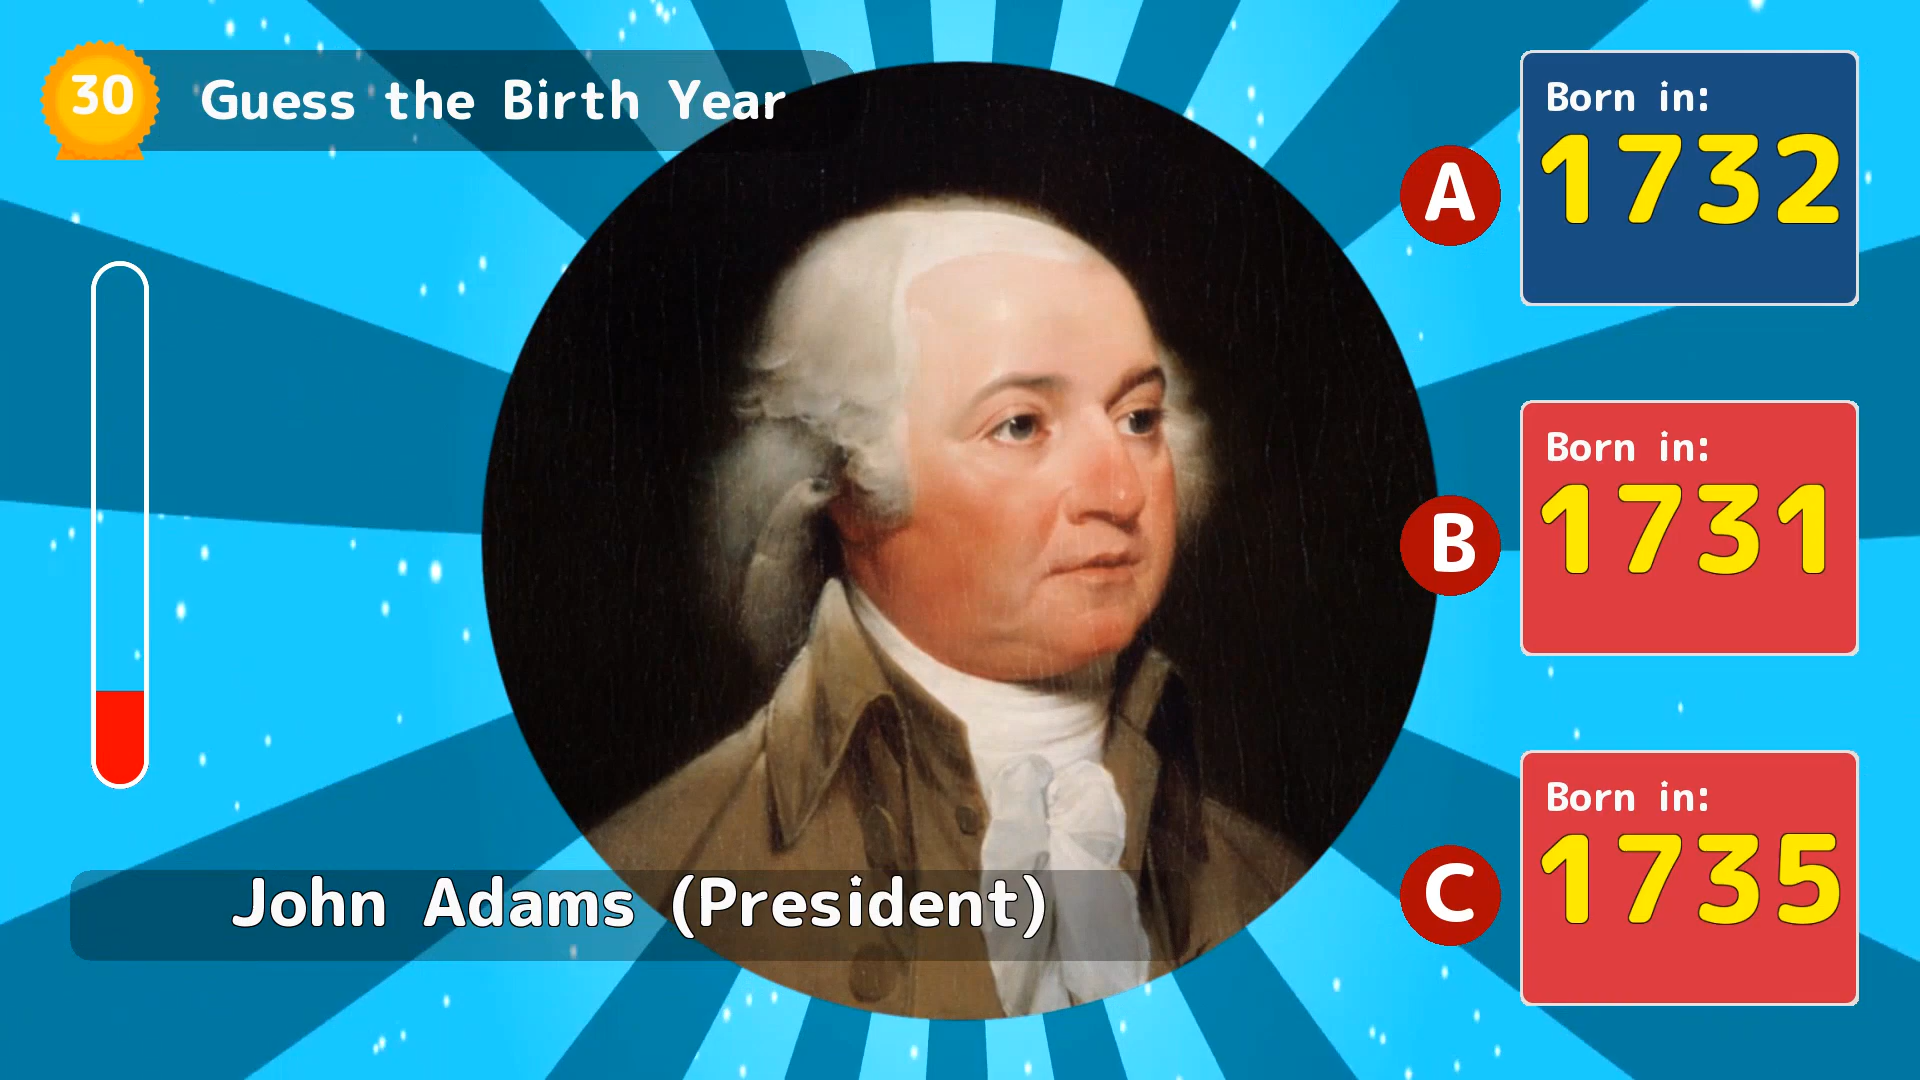 30
Guess the Birth Year
A
Born in:
1732
B
Born in:
1731
C
Born in:
1735
John Adams (President)